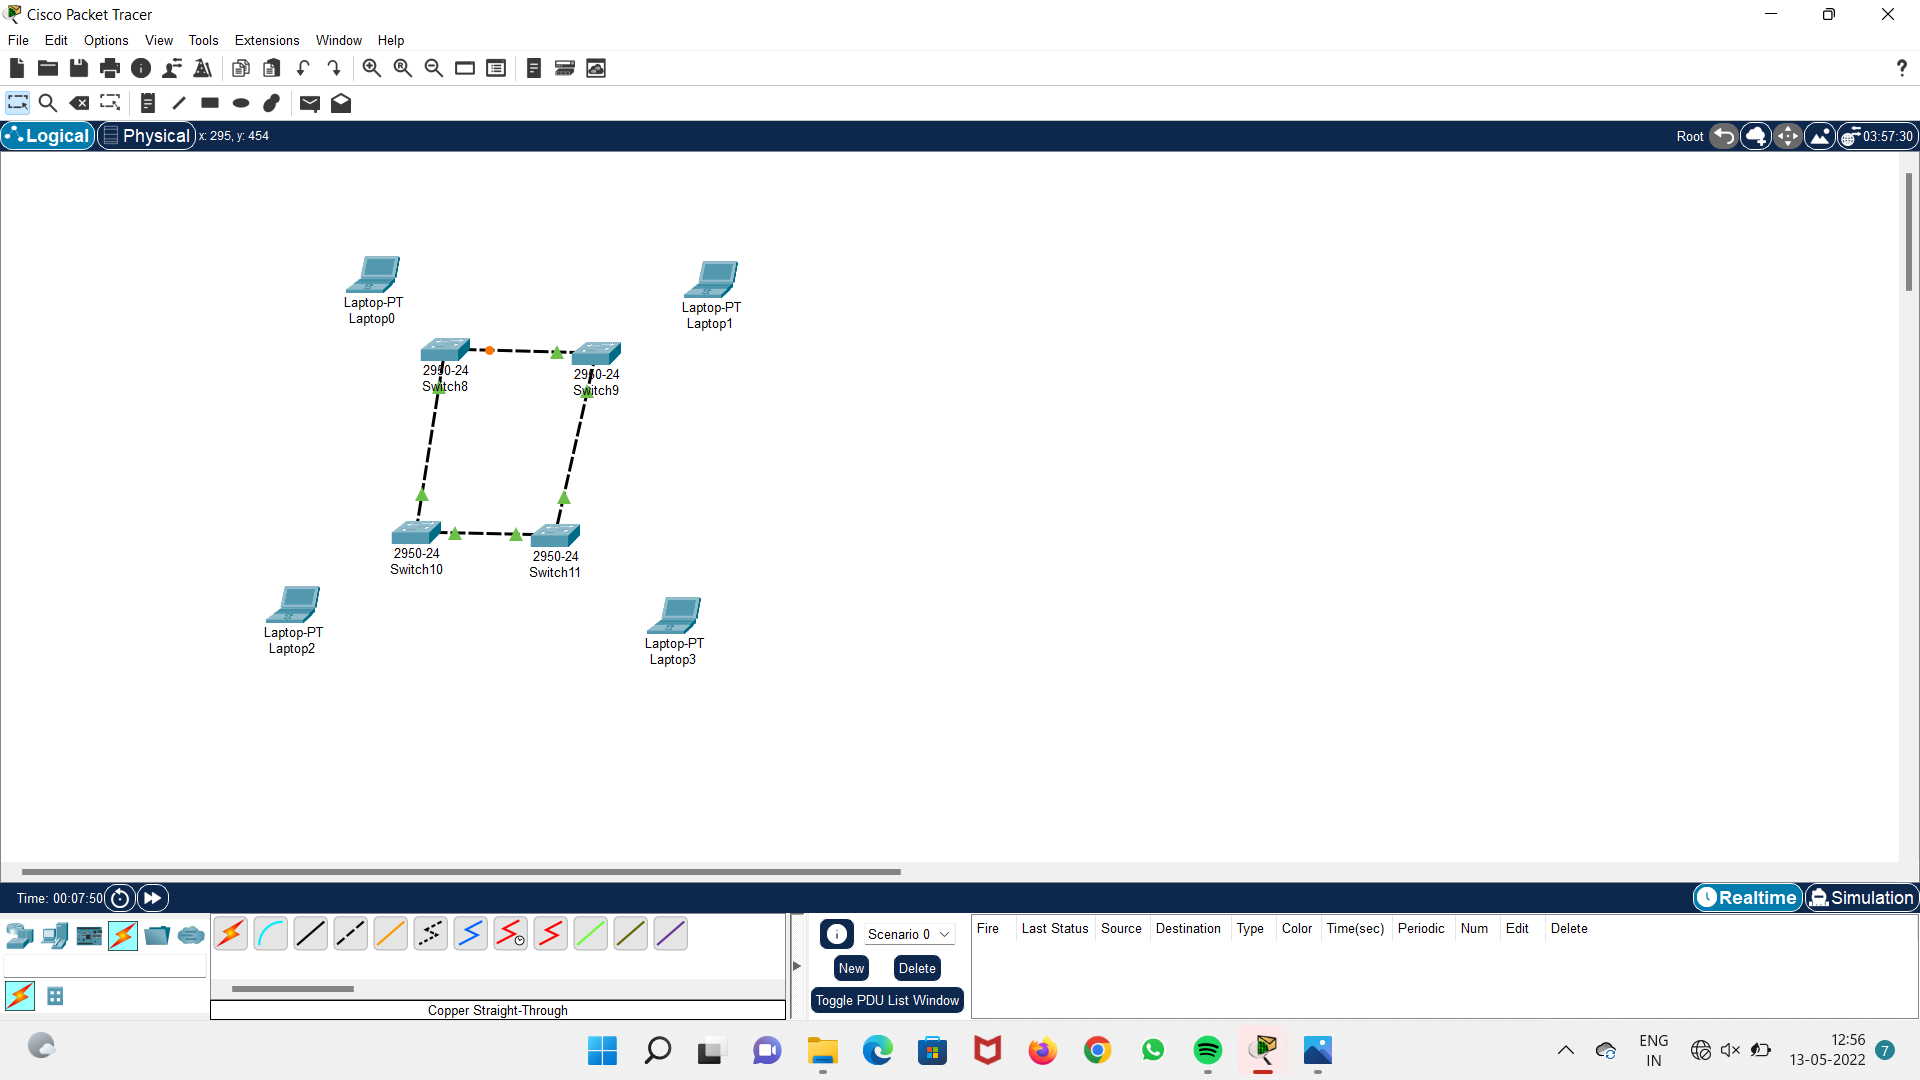 Cisco Packet Tracer
File Edit Options View Tools Extensions Window Help
?
Logical Physical x: 295, y: 454 Root 03:57:30
Laptop-PT
Laptop0
Laptop-PT
Laptop1
2950-24
Switch8
2950-24
Switch9
2950-24
Switch10
2950-24
Switch11
Laptop-PT
Laptop2
Laptop-PT
Laptop3
Time: 00:07:50 Realtime Simulation
Scenario 0
New Delete
Toggle PDU List Window
Fire Last Status Source Destination Type Color Time(sec) Periodic Num Edit Delete
Copper Straight-Through
ENG
IN
12:56
13-05-2022
7